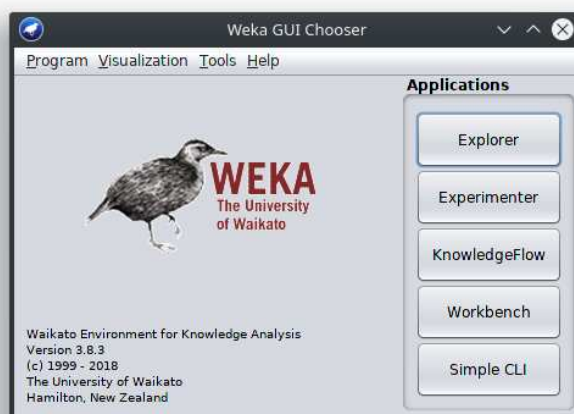 Weka GUI Chooser
Program Visualization Tools Help
Applications
Explorer
Experimenter
KnowledgeFlow
Workbench
Simple CLI
WEKA
The University
of Waikato
Waikato Environment for Knowledge Analysis
Version 3.8.3
(c) 1999 - 2018
The University of Waikato
Hamilton, New Zealand